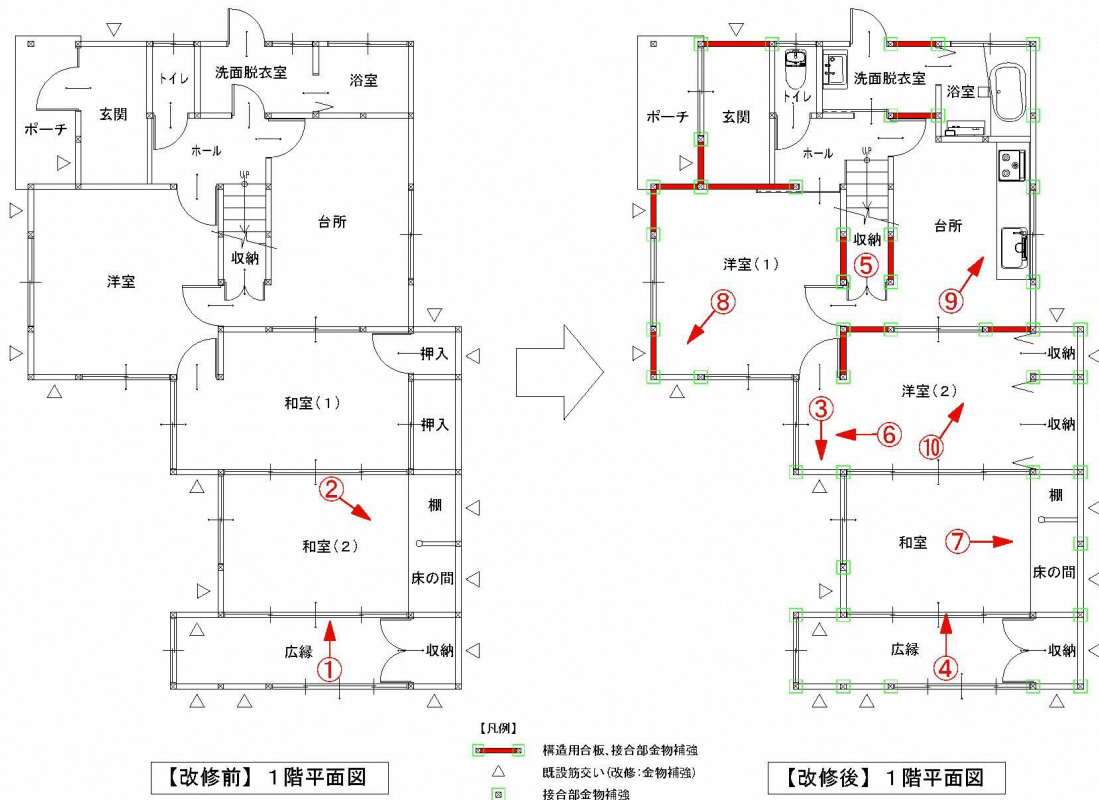 トイレ
洗面脱衣室
浴室
玄関
ポーチ
ホール
UP
台所
収納
洋室
押入
和室(1)
押入
②
棚
和室(2)
床の間
広縁
①
収納
【改修前】1階平面図
洗面脱衣室
トイレ
浴室
ポーチ
玄関
ホール
UP
台所
収納
洋室(1)
⑤
⑧
⑨
収納
洋室(2)
③
⑥
⑩
収納
棚
和室
⑦
床の間
広縁
④
収納
【改修後】1階平面図
【凡例】
構造用合板、接合部金物補強
既設筋交い(改修:金物補強)
接合部金物補強